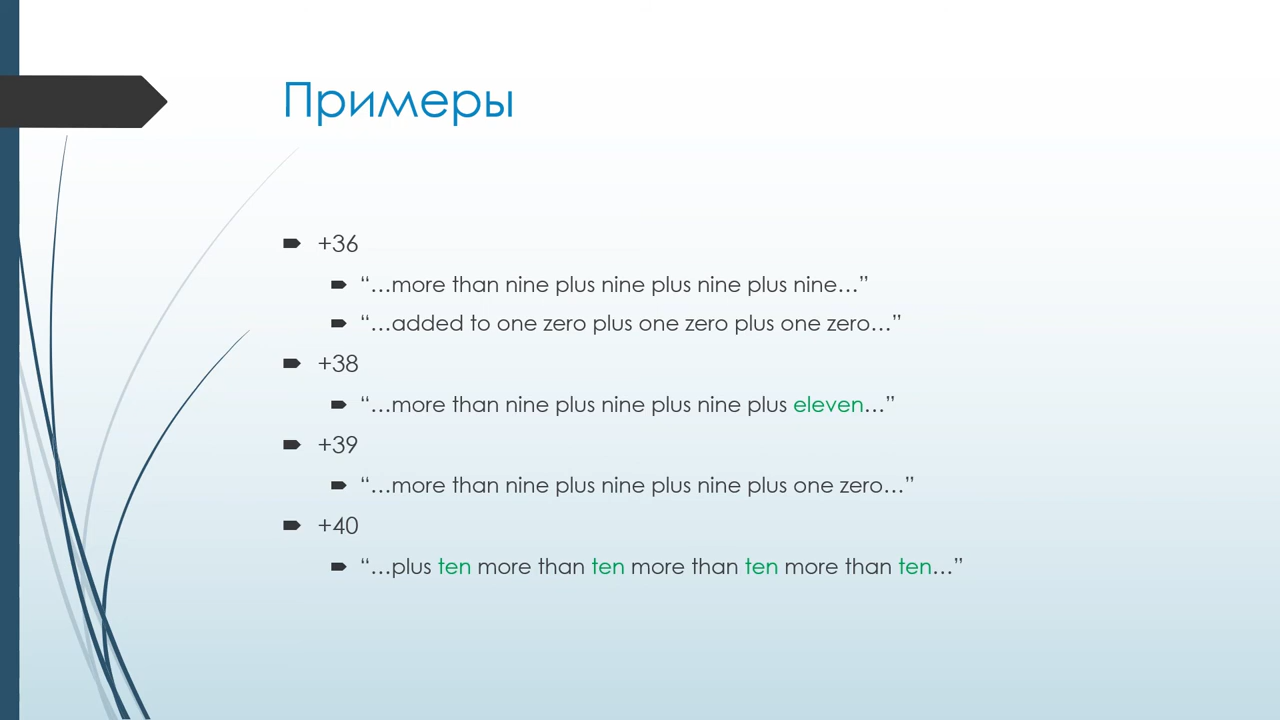 Примеры
+36
“…more than nine plus nine plus nine plus nine…”
“…added to one zero plus one zero plus one zero…”
+38
“…more than nine plus nine plus nine plus eleven…”
+39
“…more than nine plus nine plus nine plus one zero…”
+40
“…plus ten more than ten more than ten more than ten…”